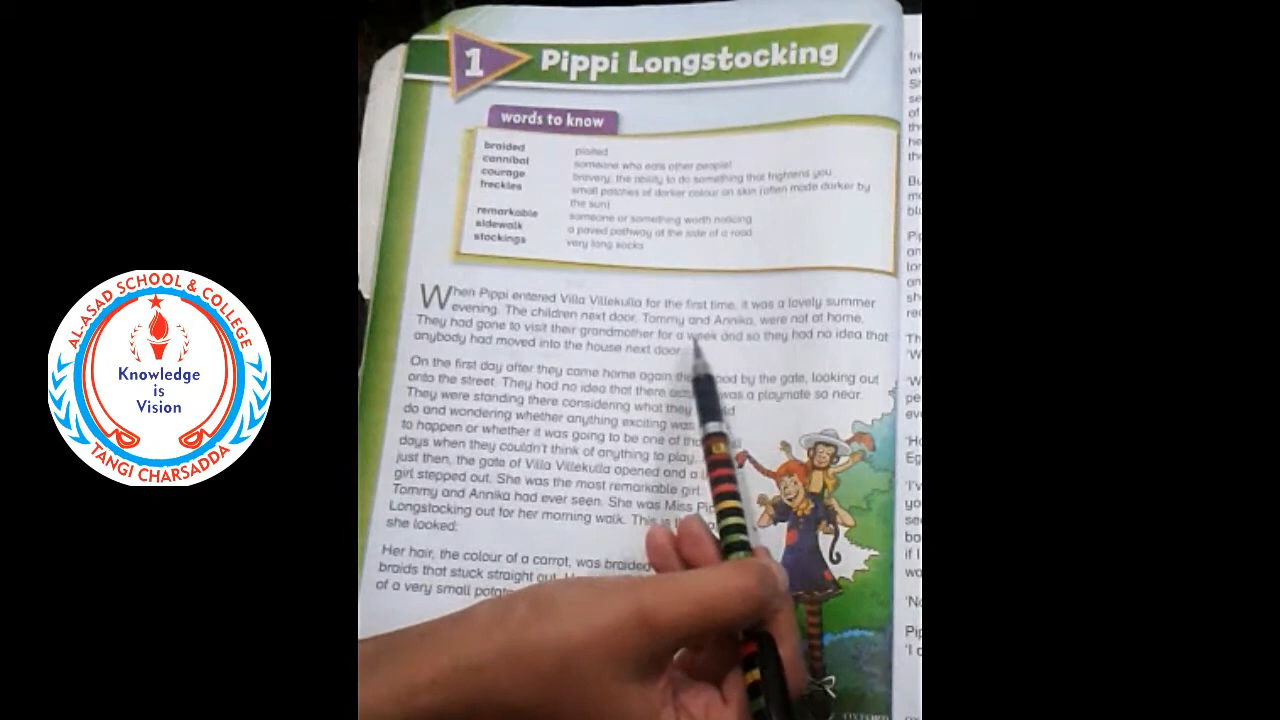 AL-ASAD SCHOOL & COLLEGE
Knowledge
is
Vision
TANGI CHARSADDA
1 Pippi Longstocking
words to know
braided plaited
cannibal someone who eats other people!
courage bravery; the ability to do something that frightens you
freckles small patches of darker colour on skin (often made darker by
the sun)
remarkable someone or something worth noticing
sidewalk a paved pathway at the side of a road
stockings very long socks
When Pippi entered Villa Villekulla for the first time, it was a lovely summer
evening. The children next door, Tommy and Annika, were not at home.
They had gone to visit their grandmother for a week and so they had no idea that
anybody had moved into the house next door.
On the first day after they came home again by the gate, looking out
onto the street. They had no idea that there was a playmate so near.
They were standing there considering what they
do and wondering whether anything exciting was
to happen or whether it was going to be one of
days when they couldn't think of anything to play.
just then, the gate of Villa Villekulla opened and a
girl stepped out. She was the most remarkable girl
Tommy and Annika had ever seen. She was Miss
Longstocking out for her morning walk. This is
she looked:
Her hair, the colour of a carrot, was braided
braids that stuck straight out.
of a very small
OXFORD